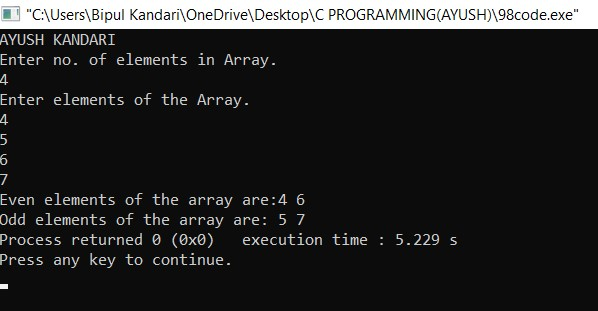 "C:\Users\Bipul Kandari\OneDrive\Desktop\C PROGRAMMING(AYUSH)\98code.exe"
AYUSH KANDARI
Enter no. of elements in Array.
4
Enter elements of the Array.
4
5
6
7
Even elements of the array are:4 6
Odd elements of the array are: 5 7
Process returned 0 (0x0)   execution time : 5.229 s
Press any key to continue.